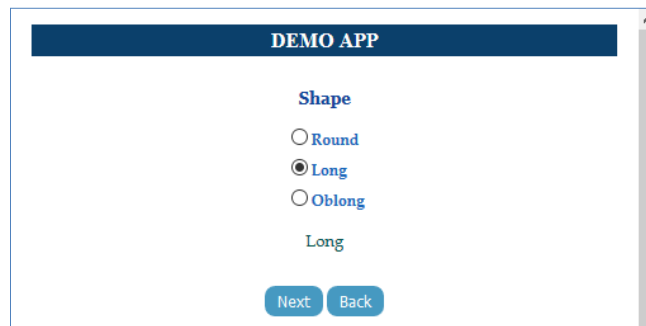 DEMO APP
Shape
Round
Long
Oblong
Long
Next Back